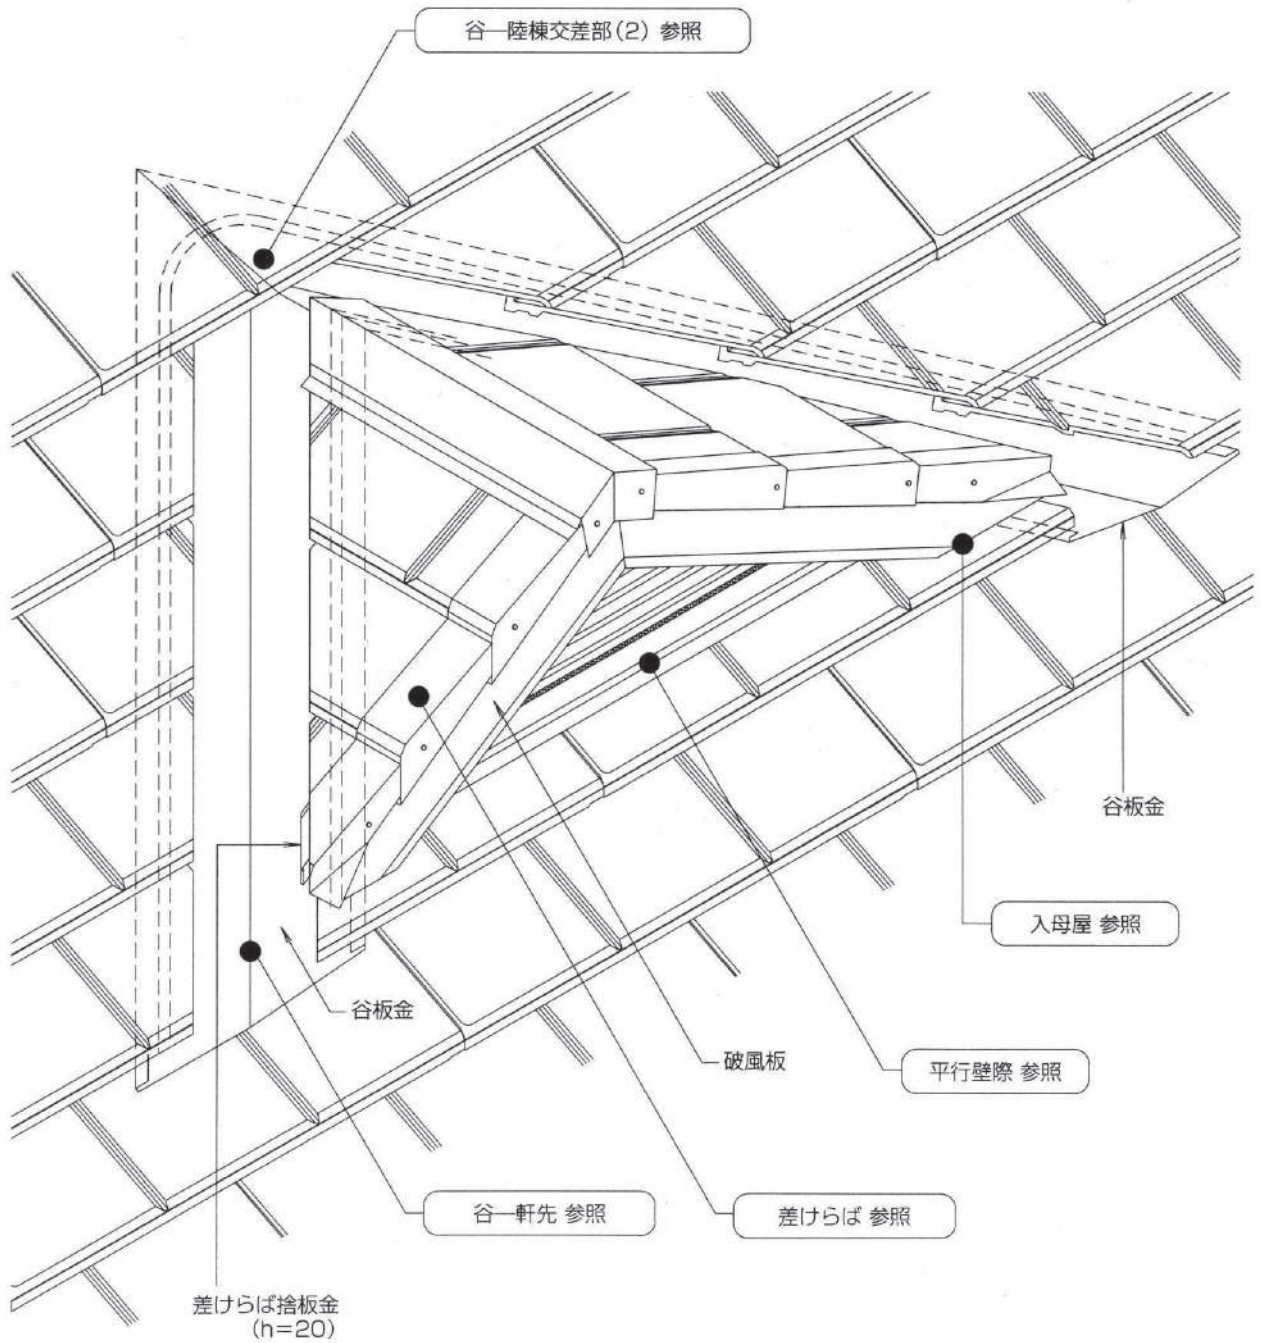 谷—陸棟交差部(2) 参照
谷板金
入母屋 参照
谷板金
破風板
平行壁際 参照
谷—軒先 参照
差けらば 参照
差けらば捨板金
(h=20)